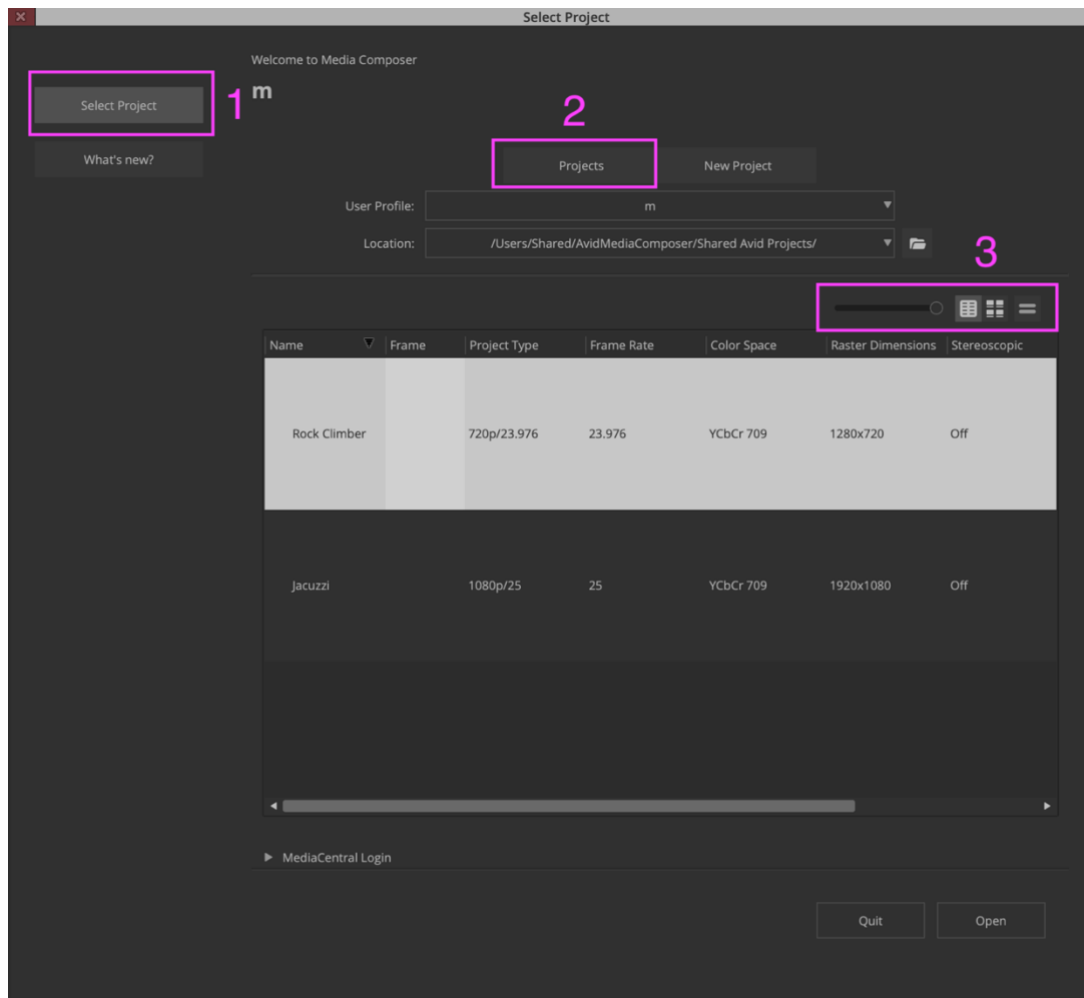 Select Project
Welcome to Media Composer
Select Project 1 m
2
What's new? Projects New Project
User Profile: m
Location: /Users/Shared/AvidMediaComposer/Shared Avid Projects/
3
Name Frame Project Type Frame Rate Color Space Raster Dimensions Stereoscopic
Rock Climber 720p/23.976 23.976 YCbCr 709 1280x720 Off
Jacuzzi 1080p/25 25 YCbCr 709 1920x1080 Off
MediaCentral Login
Quit Open